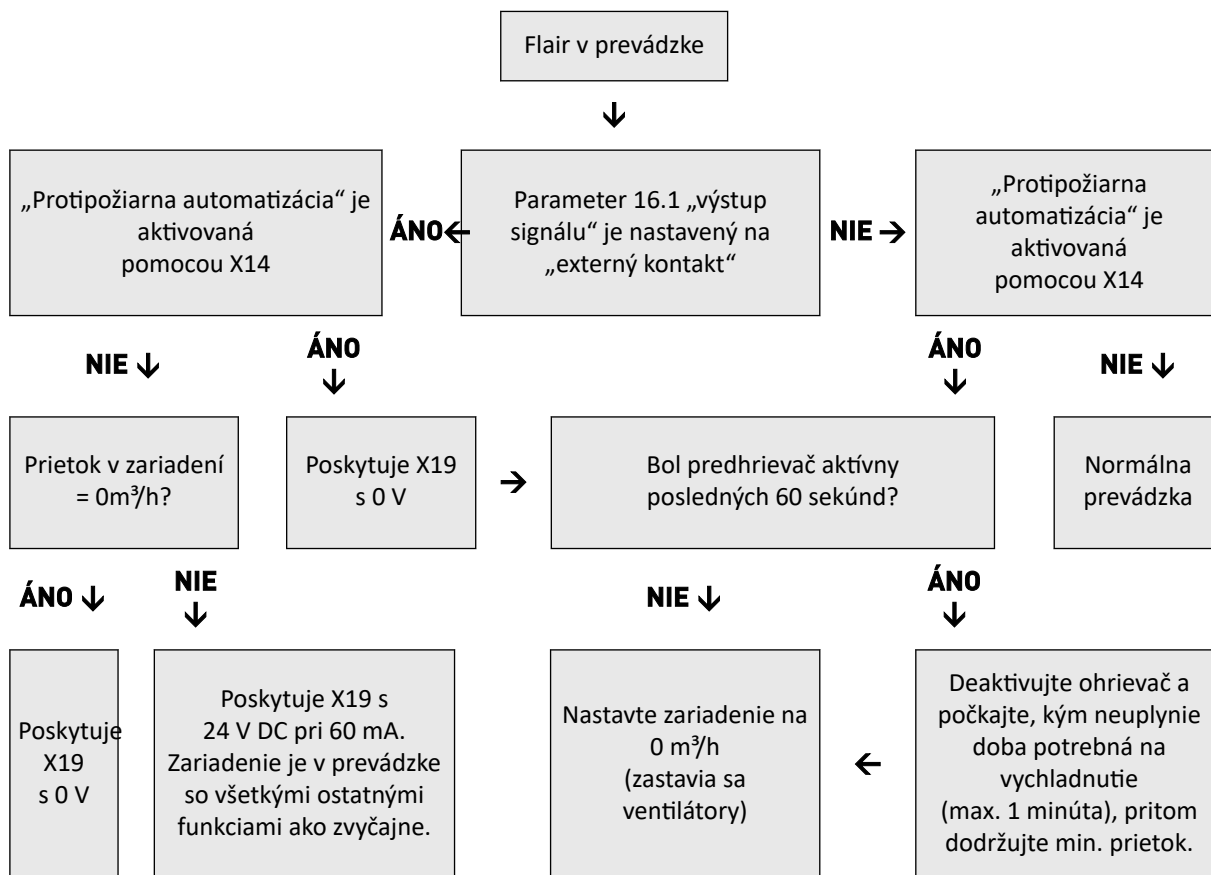 Flair v prevádzke
„Protipožiarna automatizácia“ je
aktivovaná
pomocou X14
ÁNO
Parameter 16.1 „výstup
signálu“ je nastavený na
„externý kontakt“
NIE
„Protipožiarna
automatizácia“ je
aktivovaná
pomocou X14
NIE
ÁNO
ÁNO
NIE
Prietok v zariadení
= 0m³/h?
Poskytuje X19
s 0 V
Bol predhrievač aktívny
posledných 60 sekúnd?
Normálna
prevádzka
ÁNO
NIE
NIE
ÁNO
Poskytuje
X19
s 0 V
Poskytuje X19 s
24 V DC pri 60 mA.
Zariadenie je v prevádzke
so všetkými ostatnými
funkciami ako zvyčajne.
Nastavte zariadenie na
0 m³/h
(zastavia sa
ventilátory)
Deaktivujte ohrievač a
počkajte, kým neuplynie
doba potrebná na
vychladnutie
(max. 1 minúta), pritom
dodržujte min. prietok.